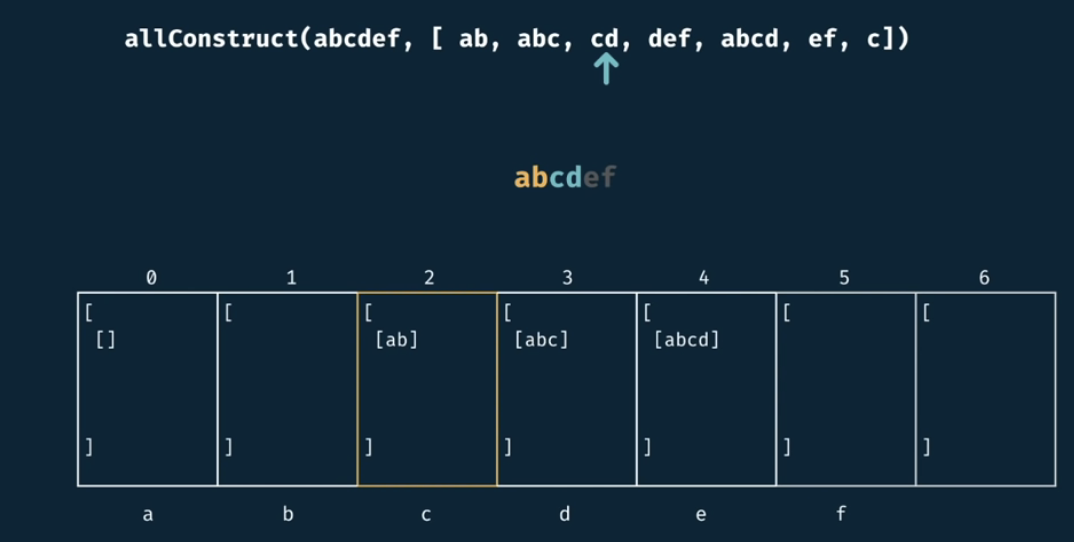 allConstruct(abcdef, [ ab, abc, cd, def, abcd, ef, c])
abcdef
0 1 2 3 4 5 6
[ [ [ [ [ [ [
[] [ab] [abc] [abcd]
] ] ] ] ] ] ]
a b c d e f